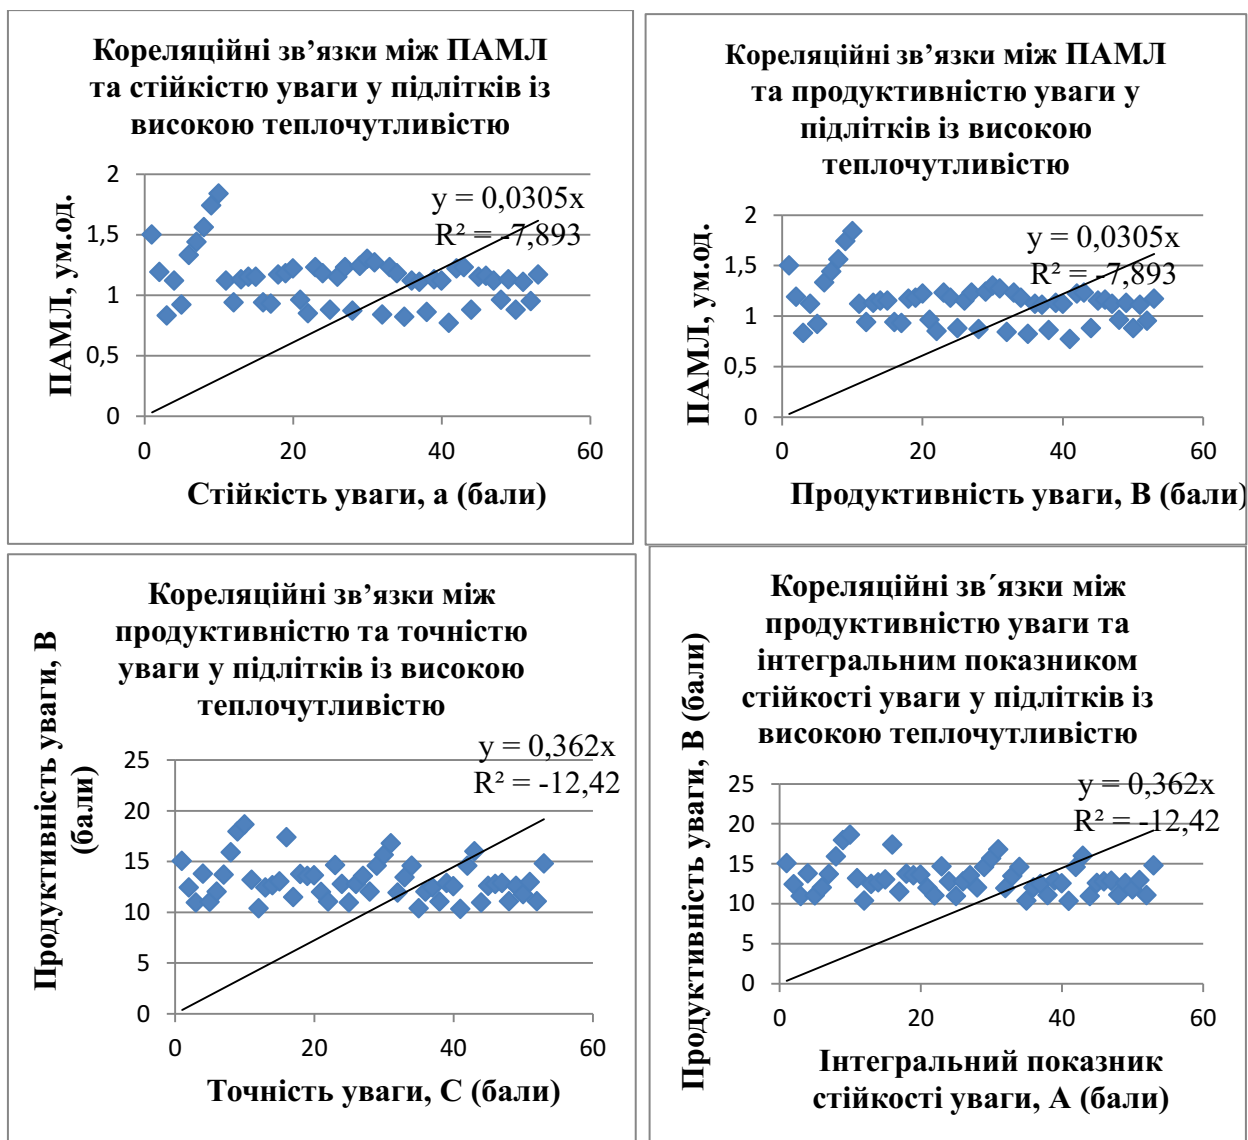 Кореляційні зв’язки між ПАМЛ
та стійкістю уваги у підлітків із
високою теплочутливістю
ПАМЛ, ум.од.
2
1,5
1
0,5
0
y = 0,0305x
R² = -7,893
0 20 40 60
Стійкість уваги, а (бали)
Кореляційні зв’язки між ПАМЛ
та продуктивністю уваги у
підлітків із високою
теплочутливістю
ПАМЛ, ум.од.
2
1,5
1
0,5
0
y = 0,0305x
R² = -7,893
0 20 40 60
Продуктивність уваги, В (бали)
Кореляційні зв’язки між
продуктивністю та точністю
уваги у підлітків із високою
теплочутливістю
Продуктивність уваги, В
(бали)
25
20
15
10
5
0
y = 0,362x
R² = -12,42
0 20 40 60
Точність уваги, С (бали)
Кореляційні зв´язки між
продуктивністю уваги та
інтегральним показником
стійкості уваги у підлітків із
високою теплочутливістю
Продуктивність уваги, В (бали)
25
20
15
10
5
0
y = 0,362x
R² = -12,42
0 20 40 60
Інтегральний показник
стійкості уваги, А (бали)